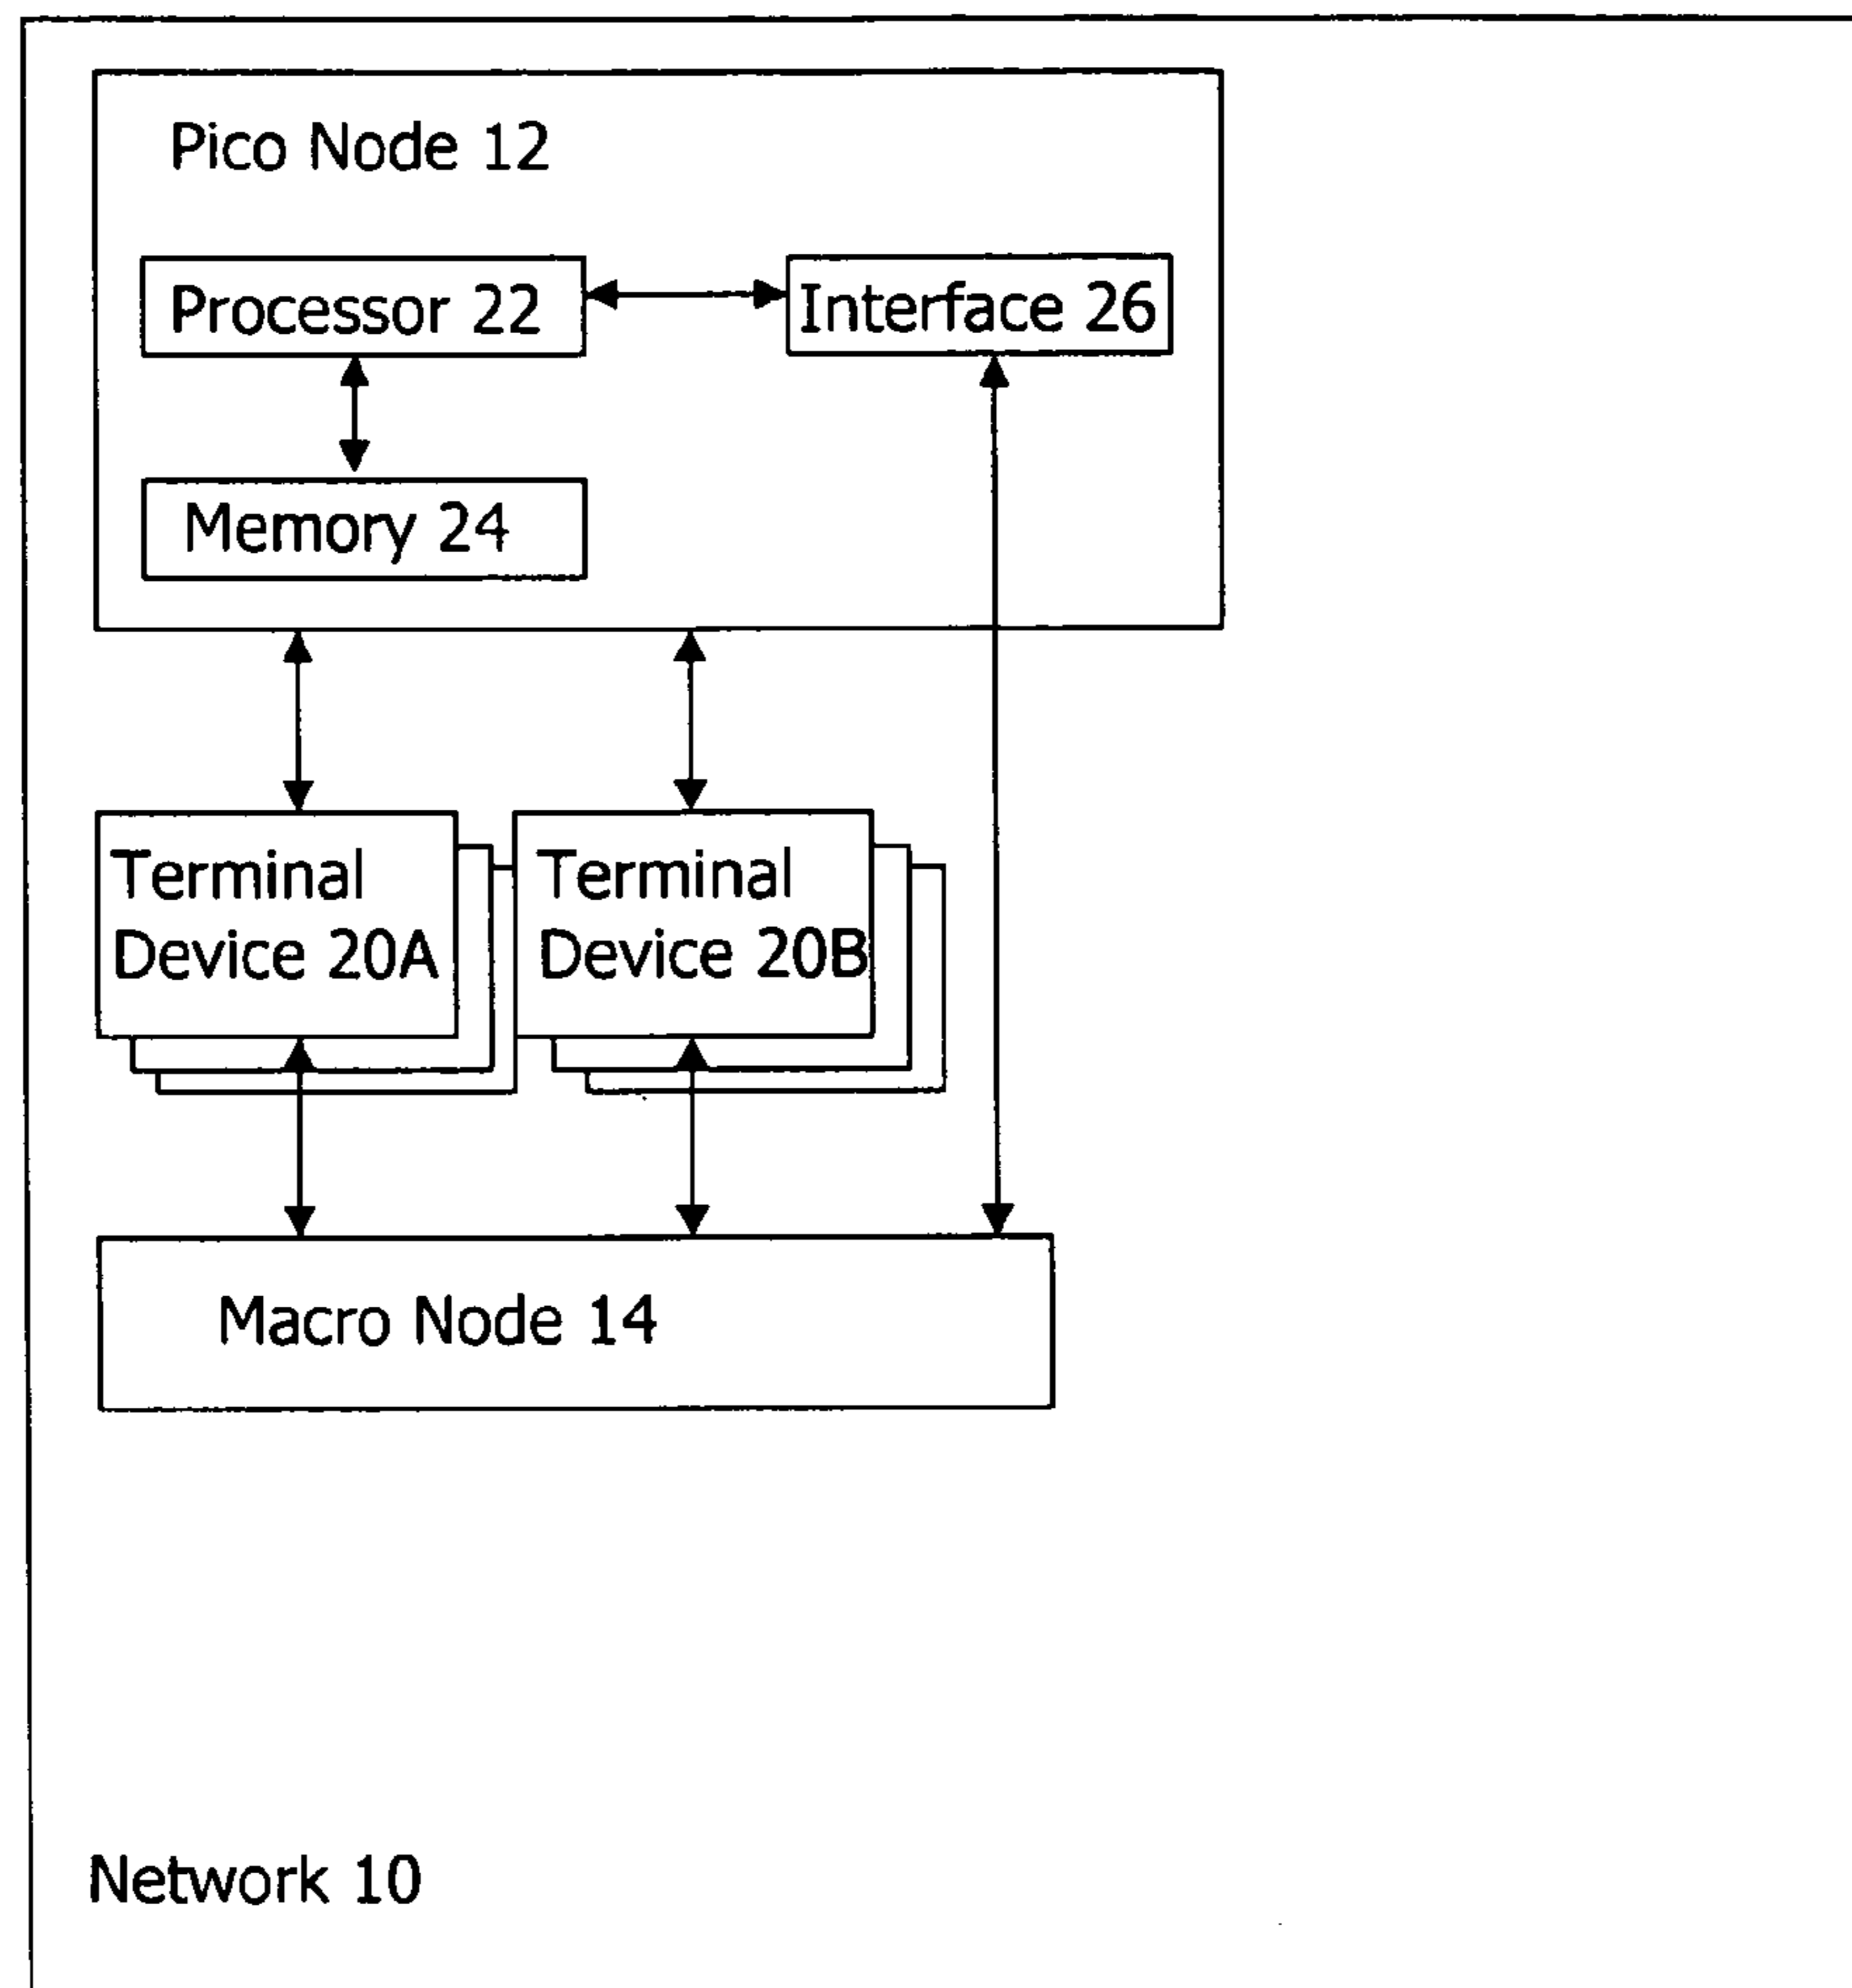 Pico Node 12
Processor 22
Interface 26
Memory 24
Terminal
Device 20A
Terminal
Device 20B
Macro Node 14
Network 10